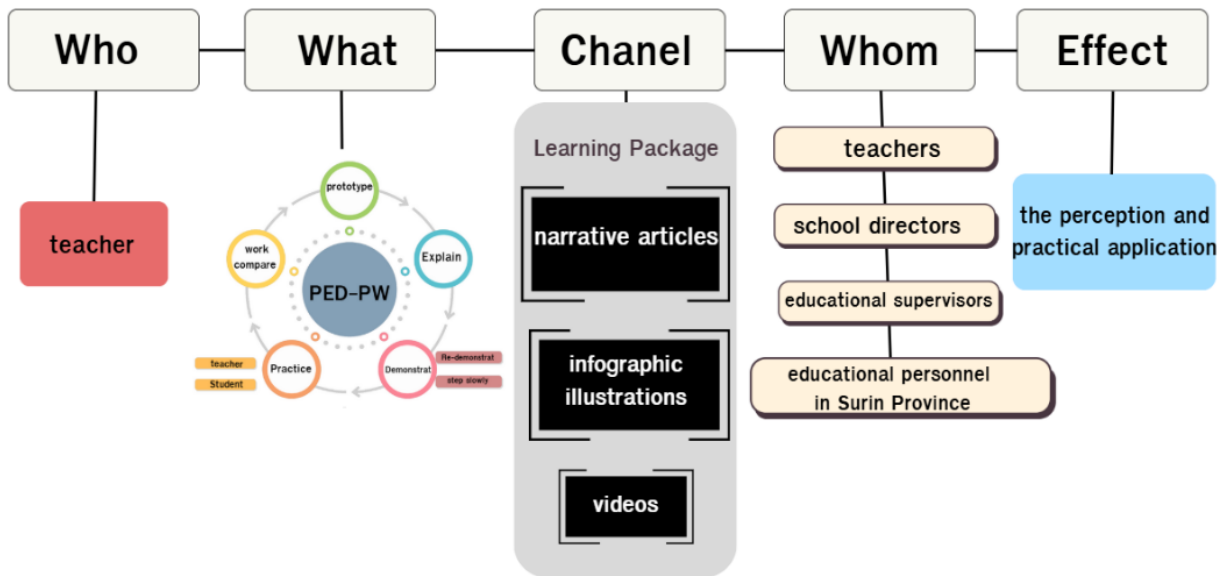 Who
What
Chanel
Whom
Effect
teacher
prototype
Explain
Demonstrat
Re-demonstrat
step slowly
Practice
teacher
Student
work
compare
PED-PW
Learning Package
narrative articles
infographic
illustrations
videos
teachers
school directors
educational supervisors
educational personnel
in Surin Province
the perception and
practical application